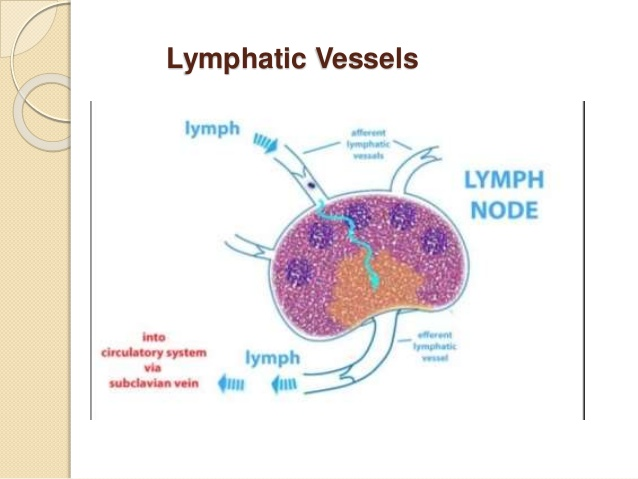 Lymphatic Vessels
lymph
afferent
lymphatic
vessels
LYMPH
NODE
into
circulatory system
via
subclavian vein
lymph
efferent
lymphatic
vessel